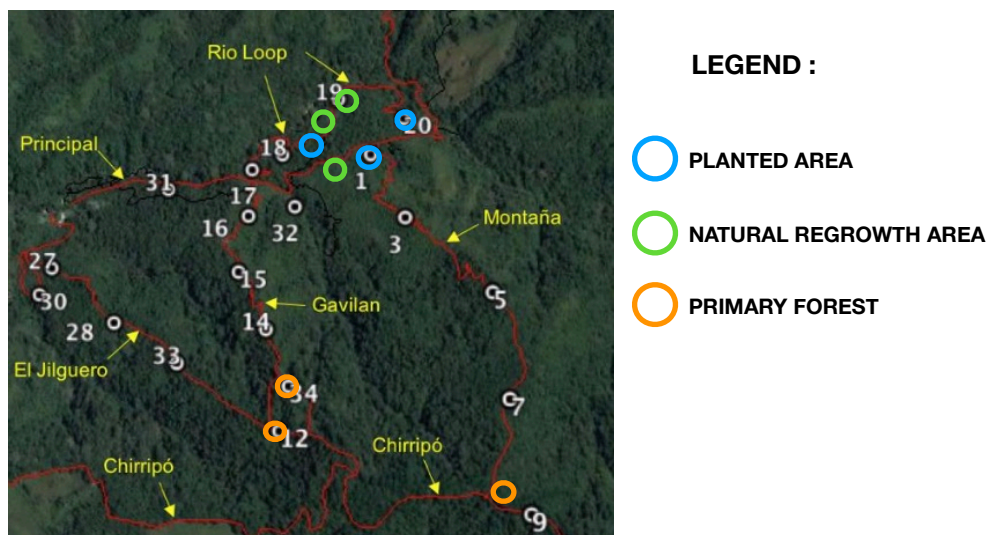 Rio Loop
LEGEND :
19
20
Principal
18
PLANTED AREA
1
31
17
16
32
3
Montaña
NATURAL REGROWTH AREA
27
15
30
5
Gavilan
PRIMARY FOREST
14
28
33
El Jilguero
34
7
12
Chirripó
Chirripó
9